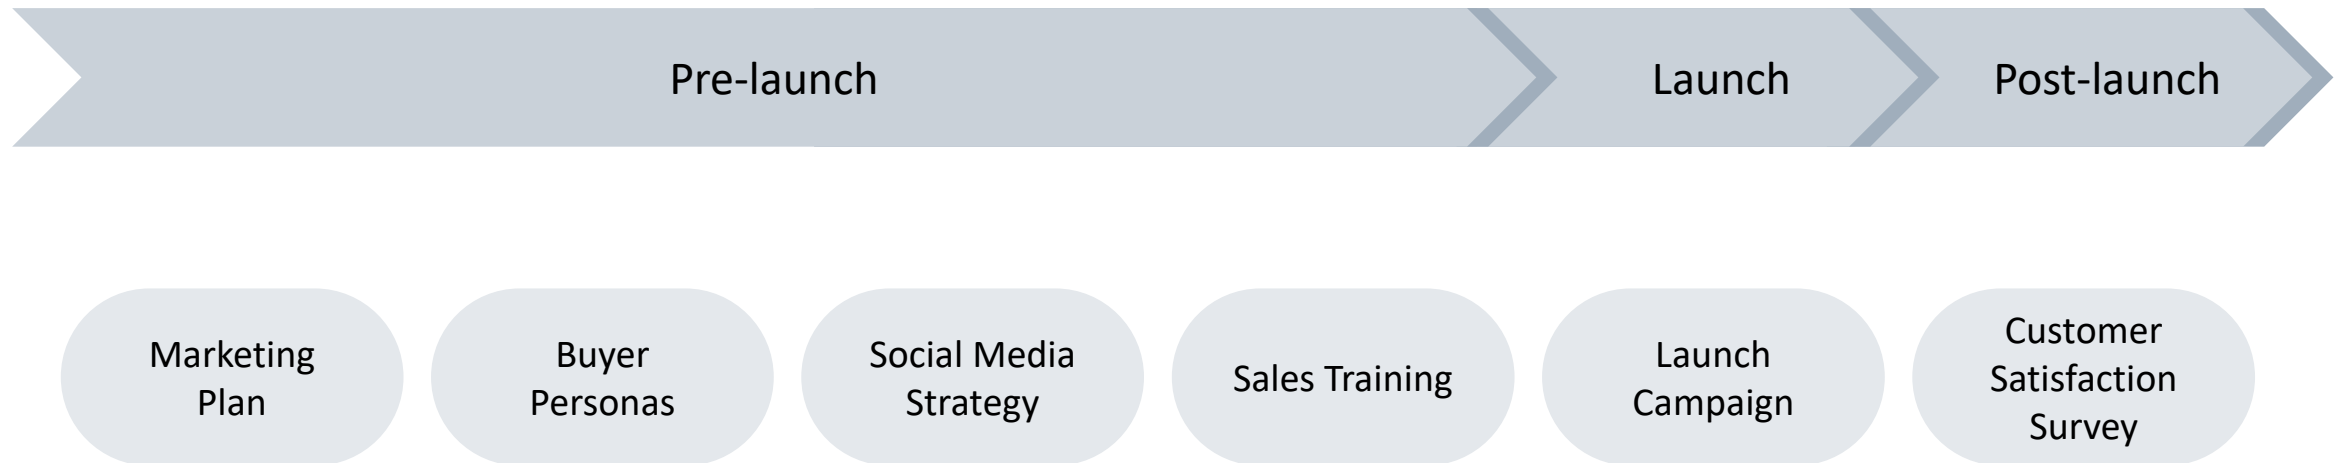 Pre-launch
Launch
Post-launch
Marketing
Plan
Buyer
Personas
Social Media
Strategy
Sales Training
Launch
Campaign
Customer
Satisfaction
Survey